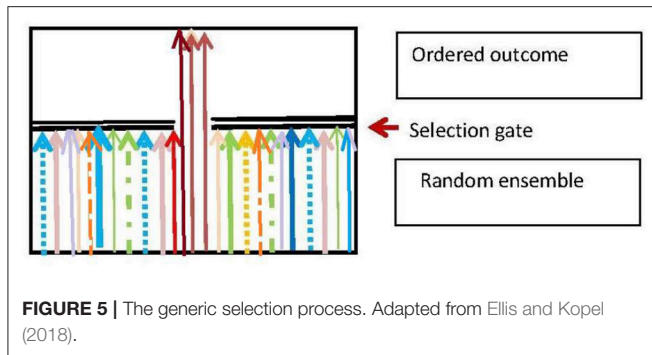 Ordered outcome
Selection gate
Random ensemble
FIGURE 5 | The generic selection process. Adapted from Ellis and Kopel
(2018).